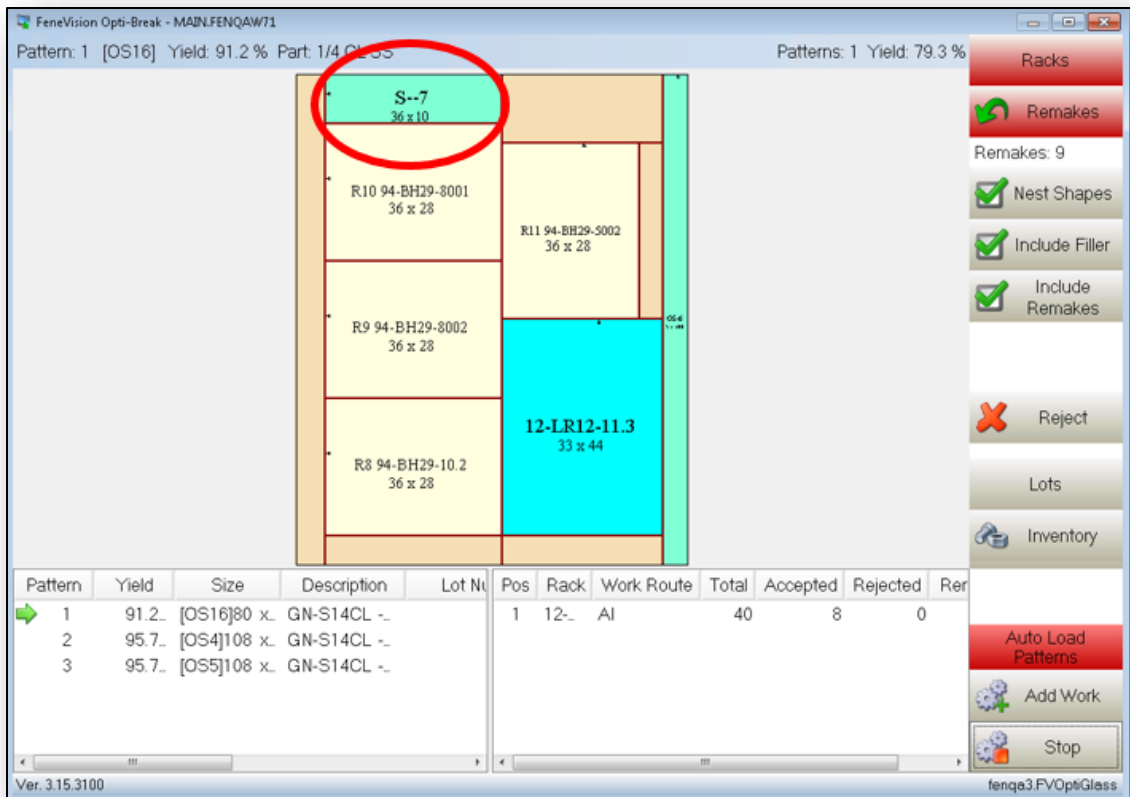 FeneVision Opti-Break - MAIN.FENQAW71
Pattern: 1 [OS16] Yield: 91.2 % Part: 1/4 GLASS
Patterns: 1 Yield: 79.3 %
Racks
Remakes
Remakes: 9
Nest Shapes
Include Filler
Include
Remakes
Reject
Lots
Inventory
Auto Load
Patterns
Add Work
Stop
S--7
36 x 10
R10 94-BH29-8001
36 x 28
R11 94-BH29-5002
36 x 28
R9 94-BH29-8002
36 x 28
OS-6
12-LR12-11.3
33 x 44
R8 94-BH29-10.2
36 x 28
Pattern Yield Size Description Lot Nu
1 91.2.. [OS16]80 x.. GN-S14CL -..
2 95.7.. [OS4]108 x.. GN-S14CL -..
3 95.7.. [OS5]108 x.. GN-S14CL -..
Pos Rack Work Route Total Accepted Rejected Rer
1 12-.. AI 40 8 0
Ver. 3.15.3100
fenqa3.FVOptiGlass